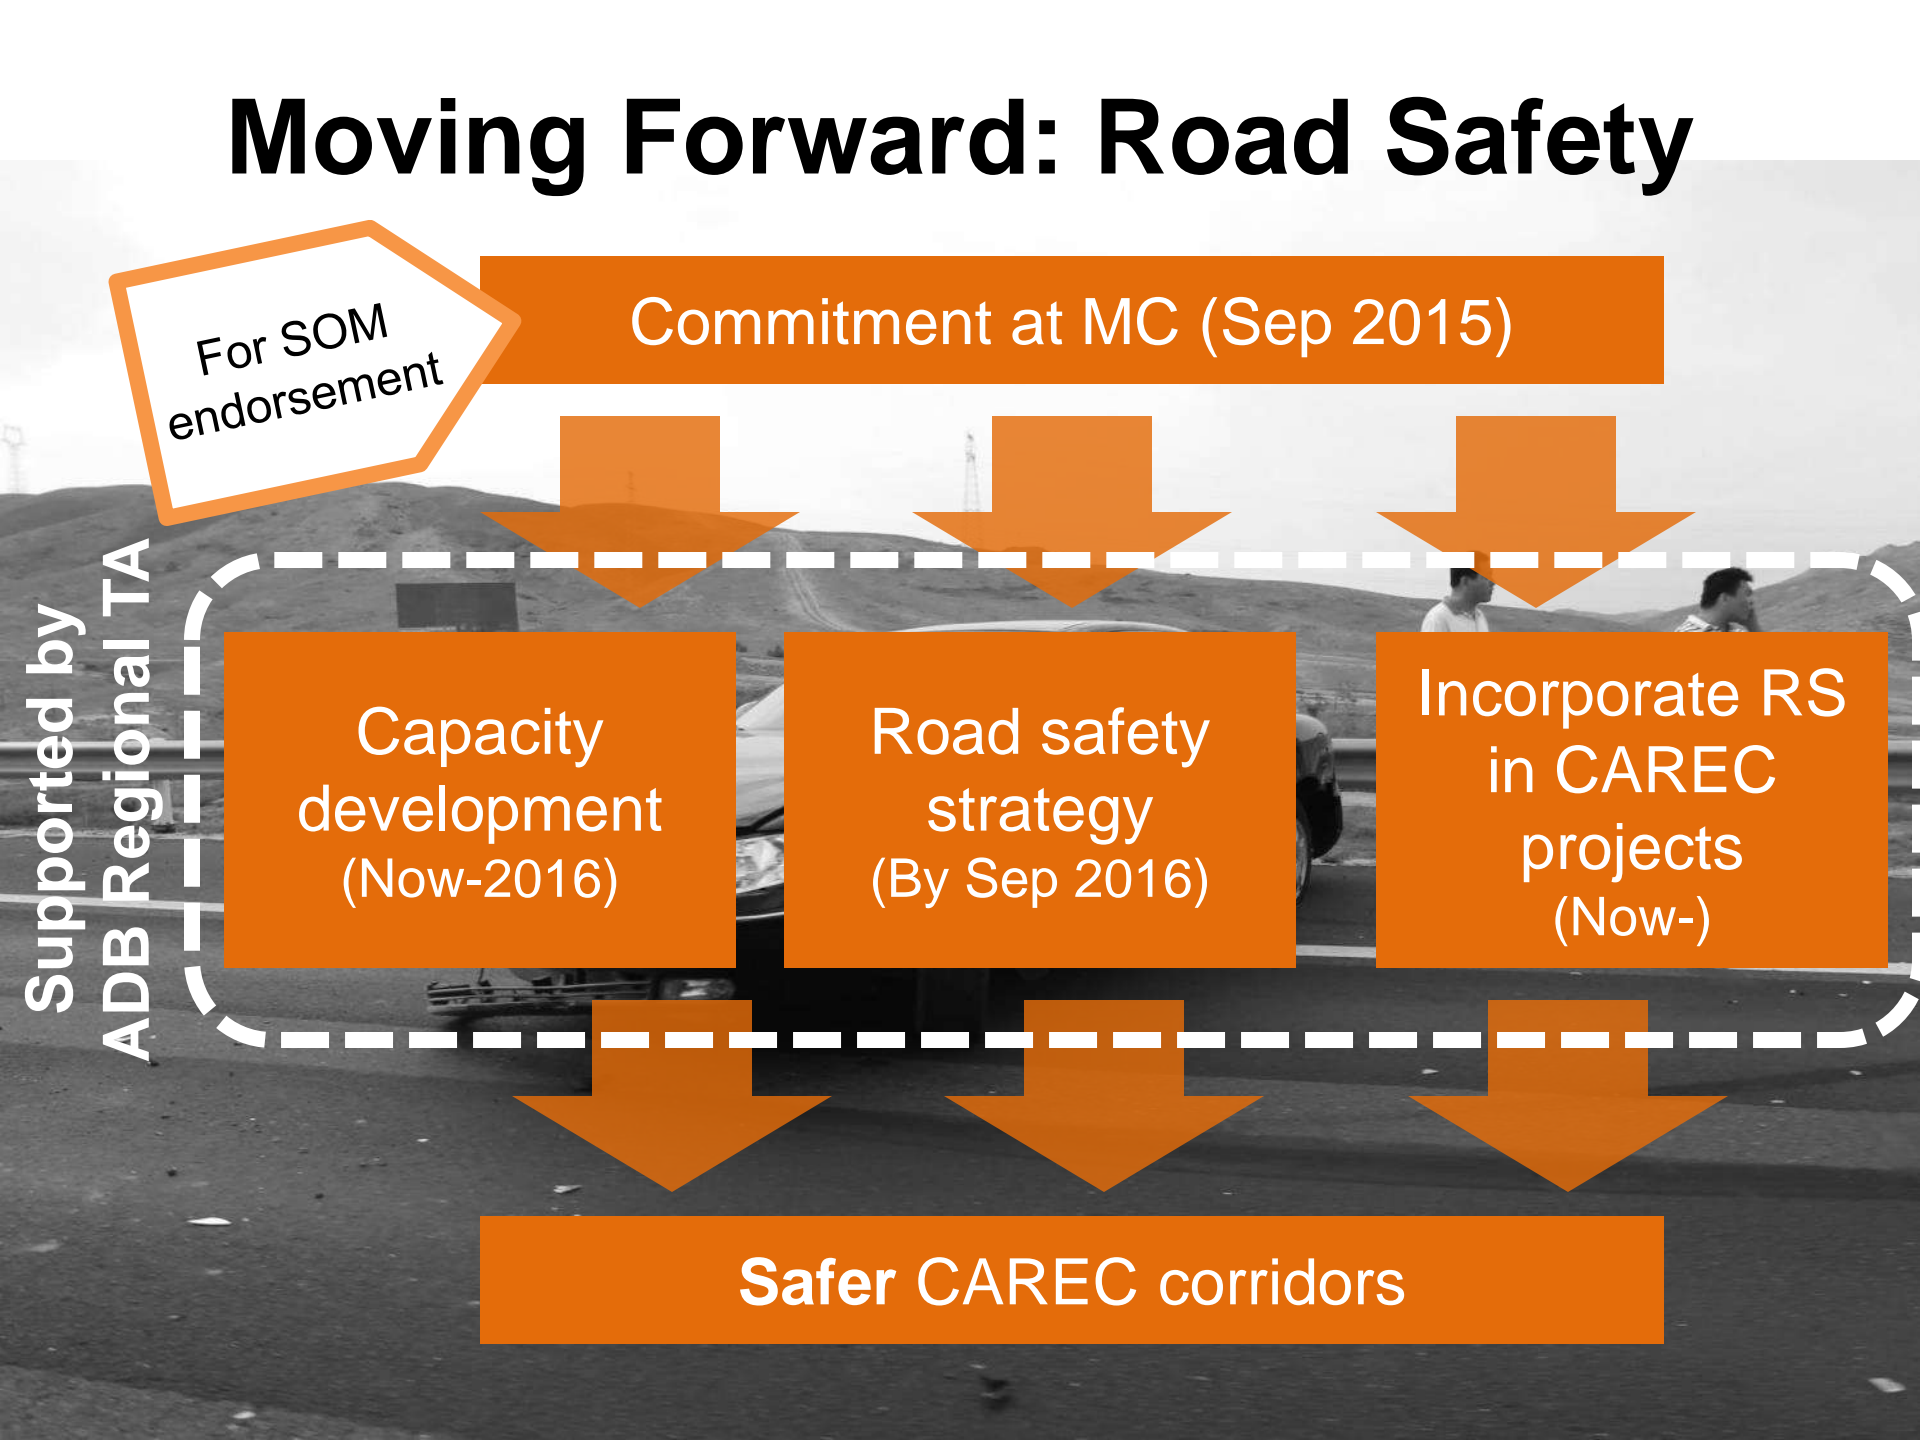 Moving Forward: Road Safety
For SOM
endorsement
Commitment at MC (Sep 2015)
Supported by
ADB Regional TA
Capacity
development
(Now-2016)
Road safety
strategy
(By Sep 2016)
Incorporate RS
in CAREC
projects
(Now-)
Safer CAREC corridors